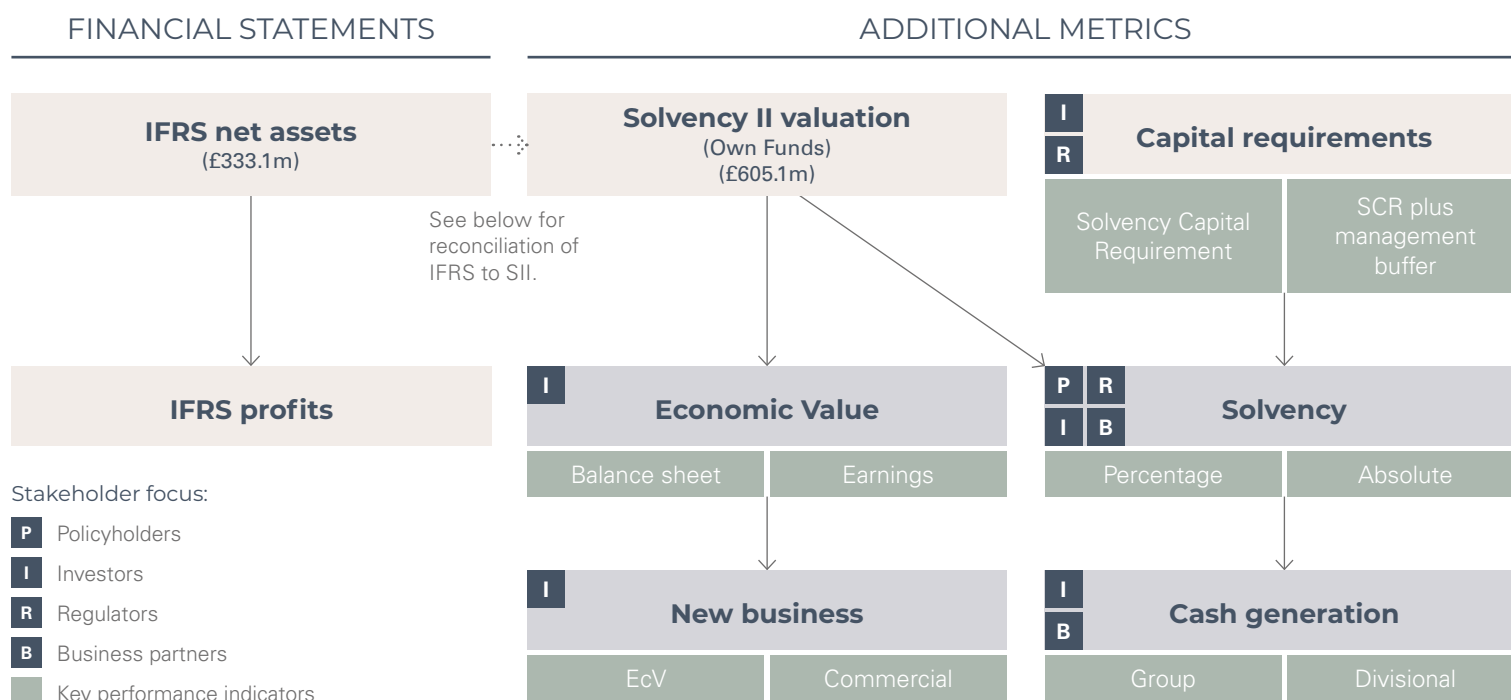 FINANCIAL STATEMENTS
ADDITIONAL METRICS
IFRS net assets
(£333.1m)
Solvency II valuation
(Own Funds)
(£605.1m)
I
R
Capital requirements
Solvency Capital
Requirement
SCR plus
management
buffer
See below for
reconciliation of
IFRS to SII.
IFRS profits
I
Economic Value
Balance sheet
Earnings
P R
I B
Solvency
Percentage
Absolute
Stakeholder focus:
P Policyholders
I Investors
R Regulators
B Business partners
Key performance indicators
I
New business
EcV
Commercial
I
B
Cash generation
Group
Divisional